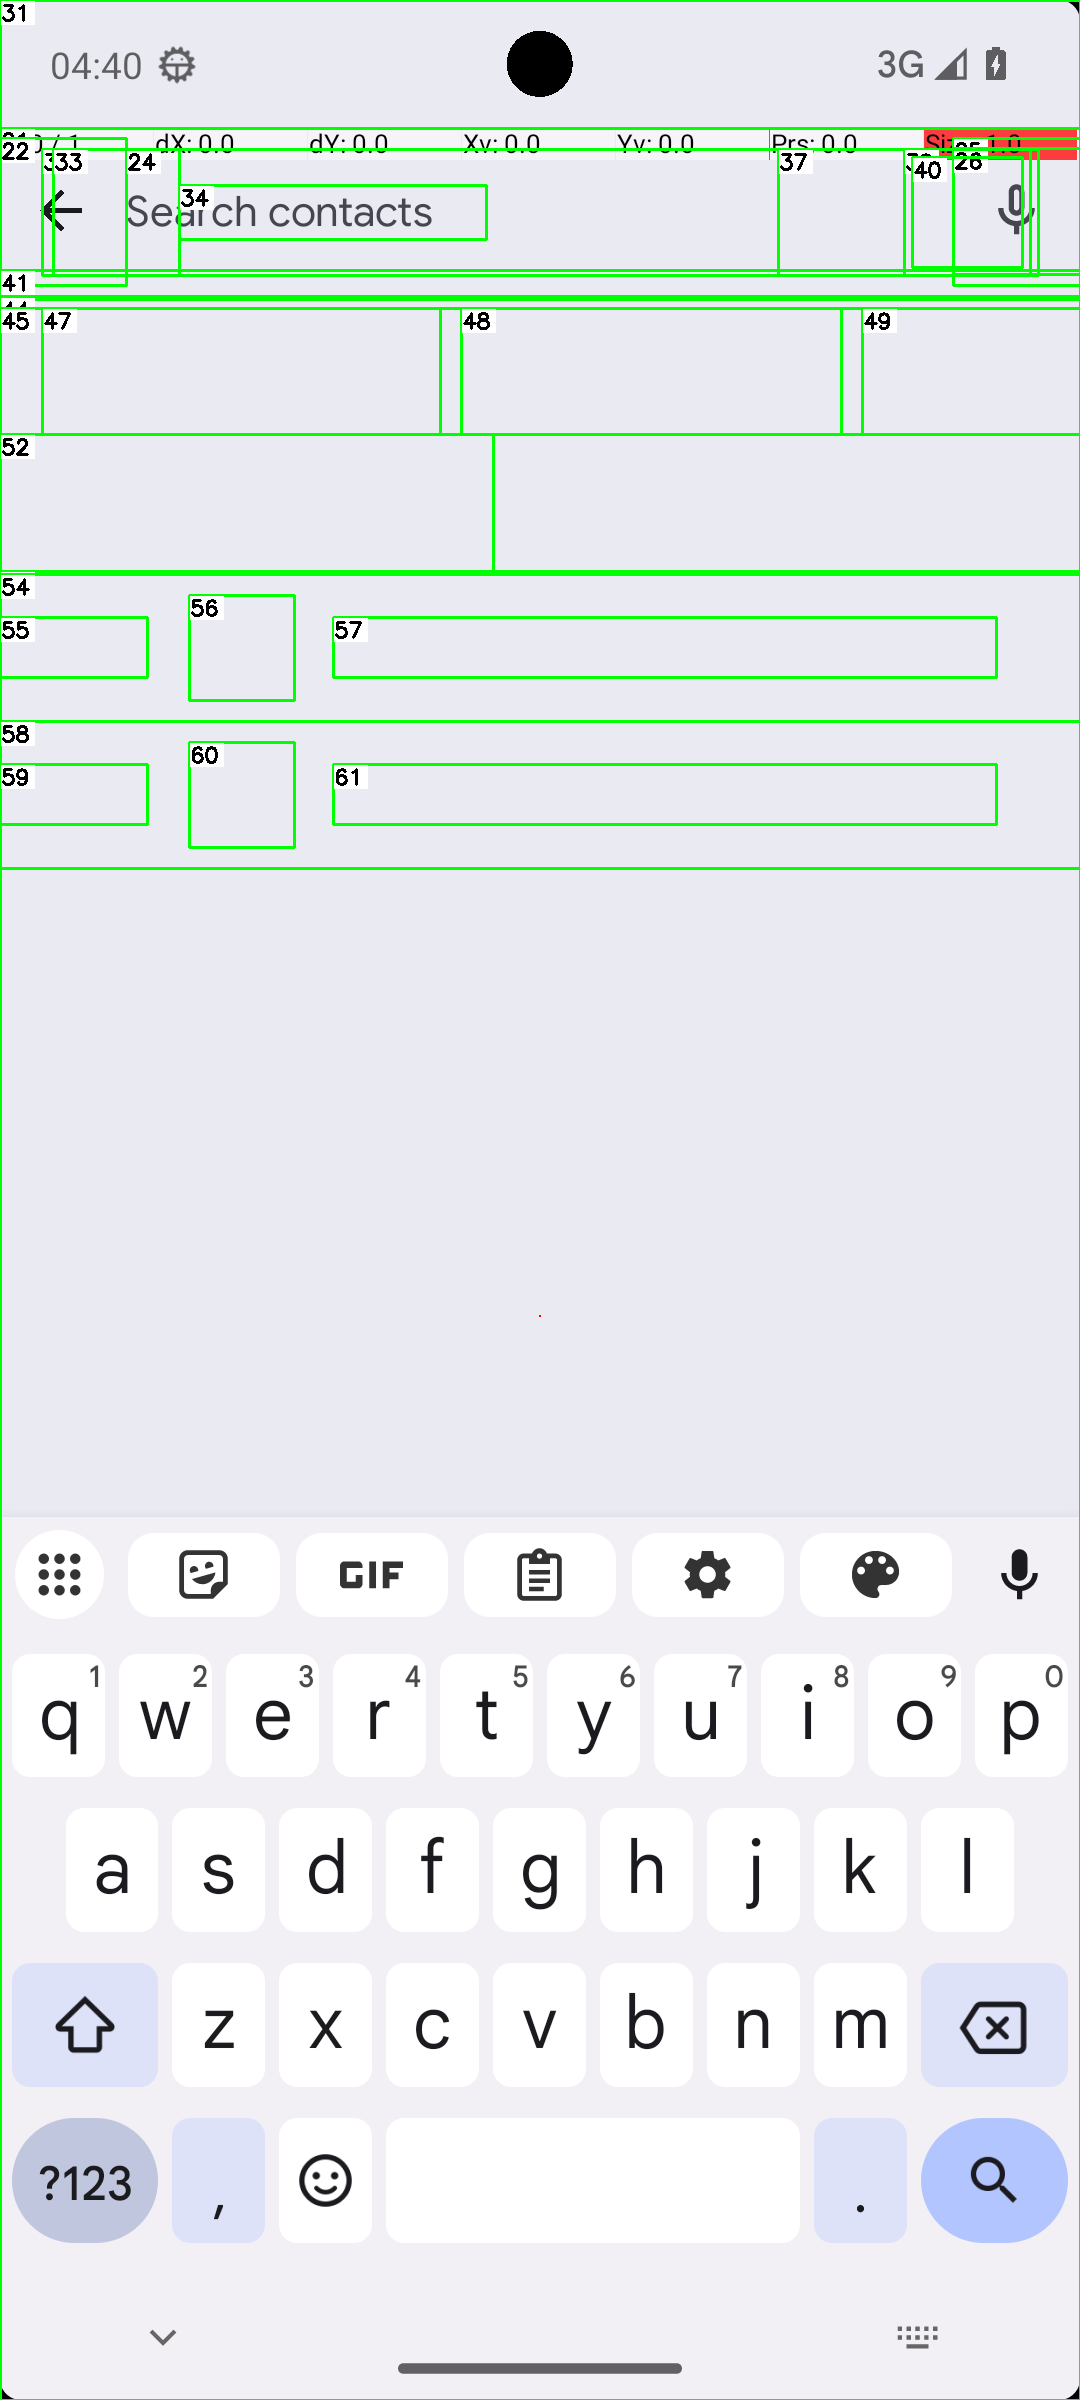 31
04:40 3G
0 / 1 dX: 0.0 dY: 0.0 Xv: 0.0 Yv: 0.0 Prs: 0.0 Siz 1.0
22 33 24 37 40 26
34
Search contacts
41
45 47 48 49
52
54
56
55 57
58
60
59 61
GIF
q 1 w 2 e 3 r 4 t 5 y 6 u 7 i 8 o 9 p 0
a s d f g h j k l
z x c v b n m
?123 , .